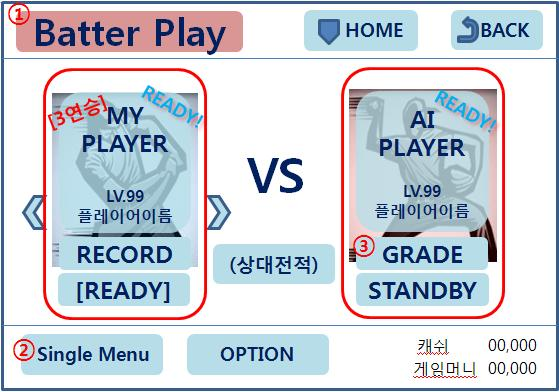 ① Batter Play
HOME
BACK
[3연승]
READY!
MY
PLAYER
LV.99
플레이어이름
RECORD
[READY]
VS
(상대전적)
READY!
AI
PLAYER
LV.99
플레이어이름
③ GRADE
STANDBY
② Single Menu
OPTION
캐쉬 00,000
게임머니 00,000